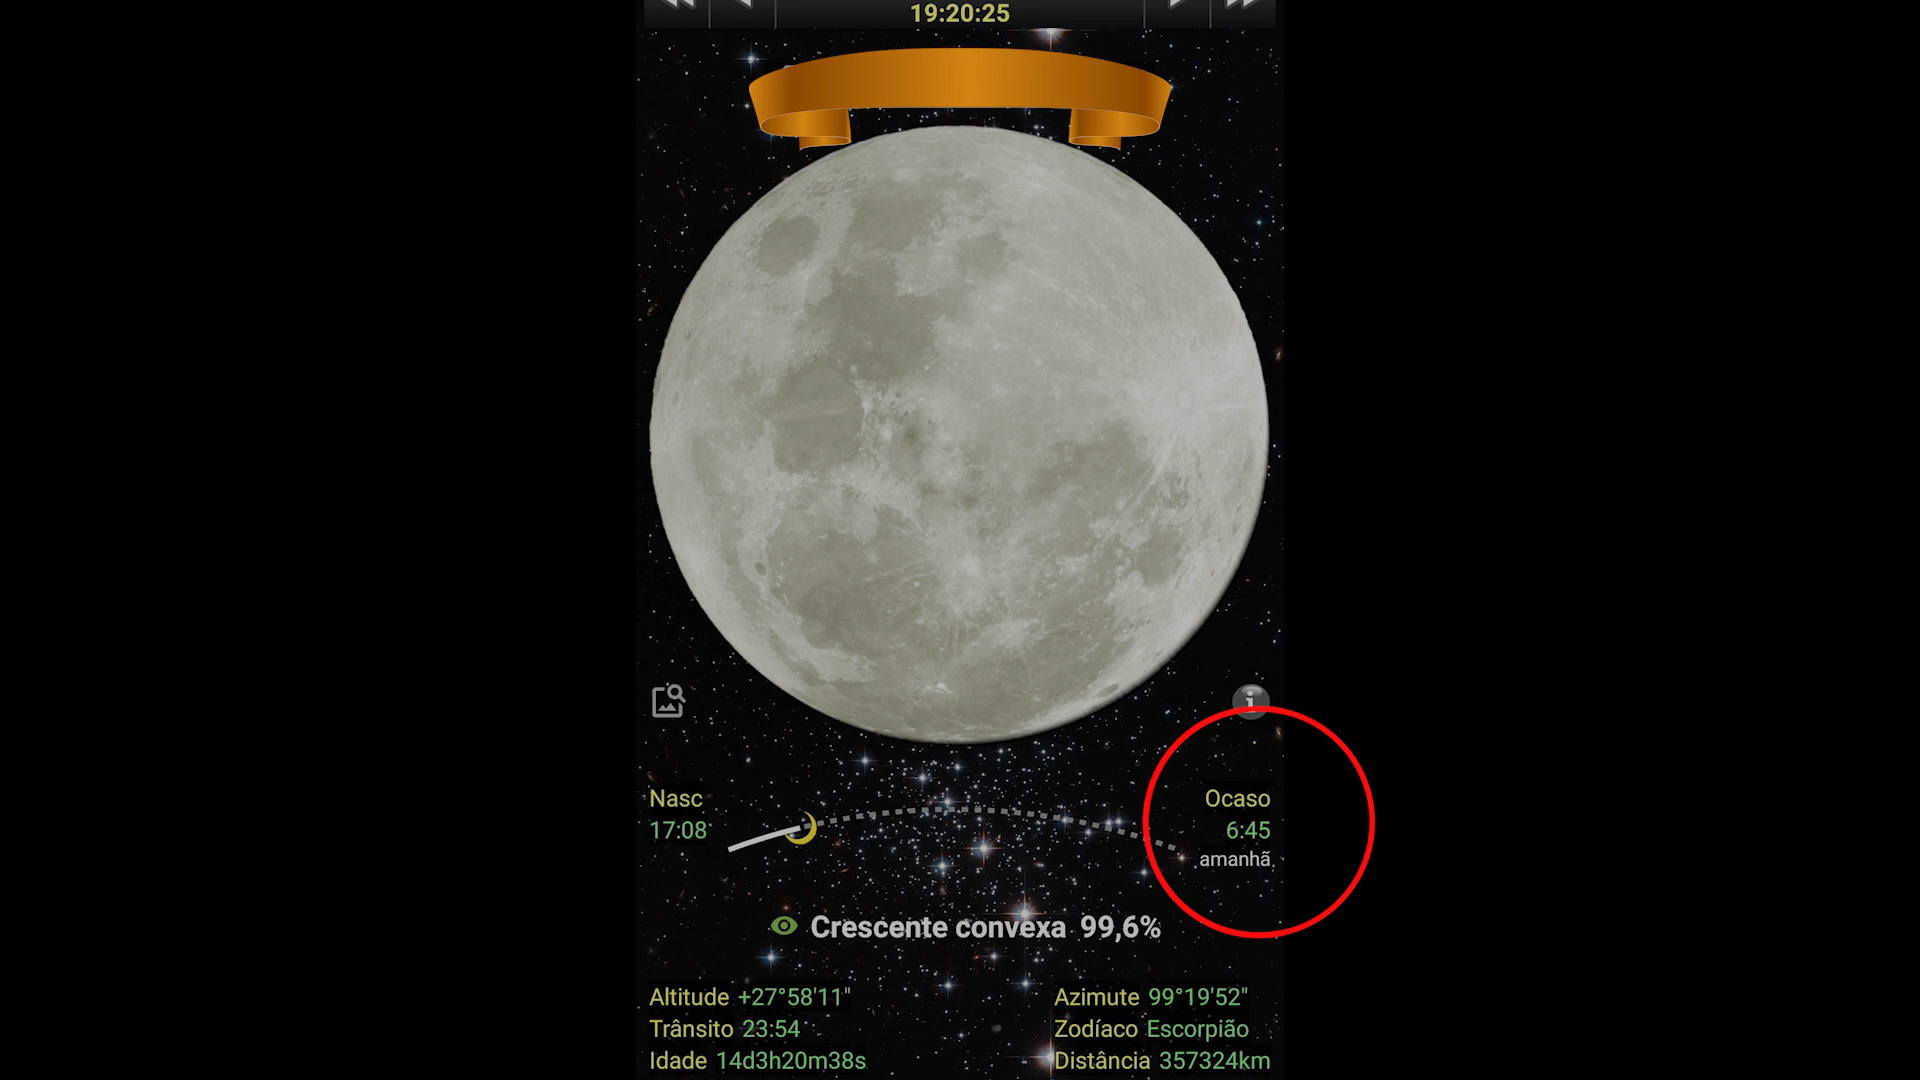 19:20:25
Nasc
17:08
Ocaso
6:45
amanhã
Crescente convexa 99,6%
Altitude +27°58'11"
Azimute 99°19'52"
Trânsito 23:54
Zodíaco Escorpião
Idade 14d3h20m38s
Distância 357324km